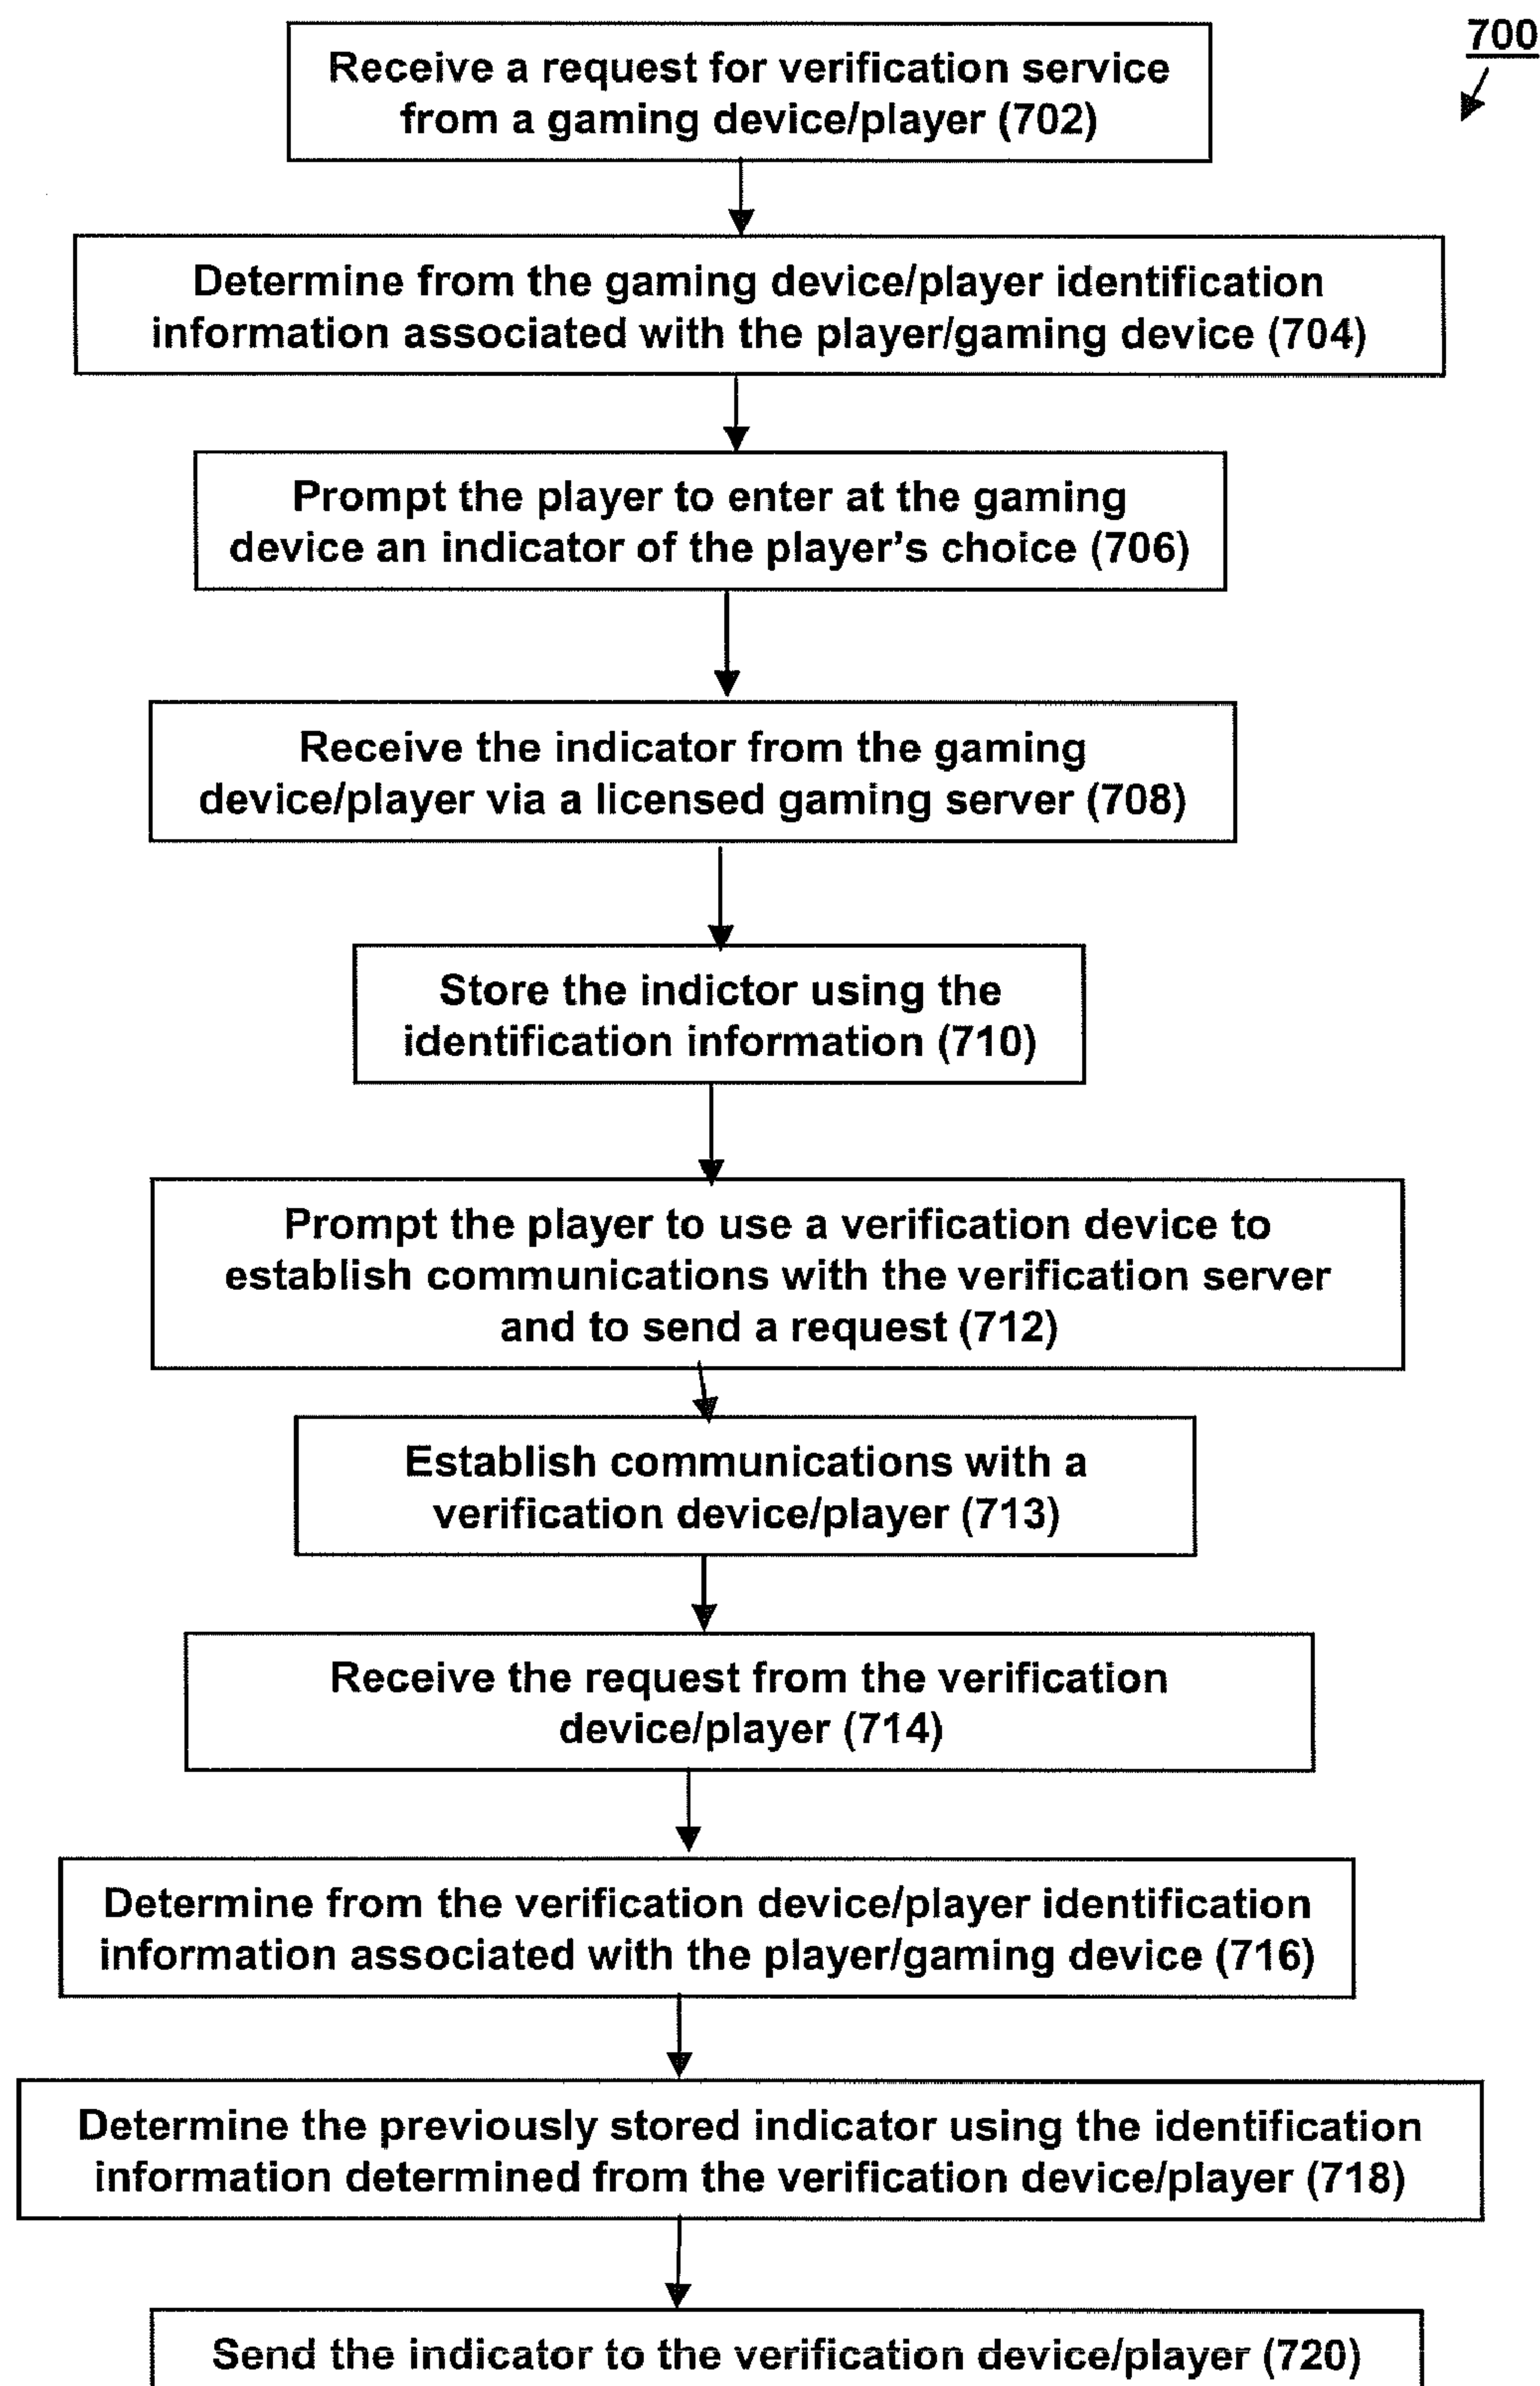 700
Receive a request for verification service
from a gaming device/player (702)
Determine from the gaming device/player identification
information associated with the player/gaming device (704)
Prompt the player to enter at the gaming
device an indicator of the player's choice (706)
Receive the indicator from the gaming
device/player via a licensed gaming server (708)
Store the indictor using the
identification information (710)
Prompt the player to use a verification device to
establish communications with the verification server
and to send a request (712)
Establish communications with a
verification device/player (713)
Receive the request from the verification
device/player (714)
Determine from the verification device/player identification
information associated with the player/gaming device (716)
Determine the previously stored indicator using the identification
information determined from the verification device/player (718)
Send the indicator to the verification device/player (720)